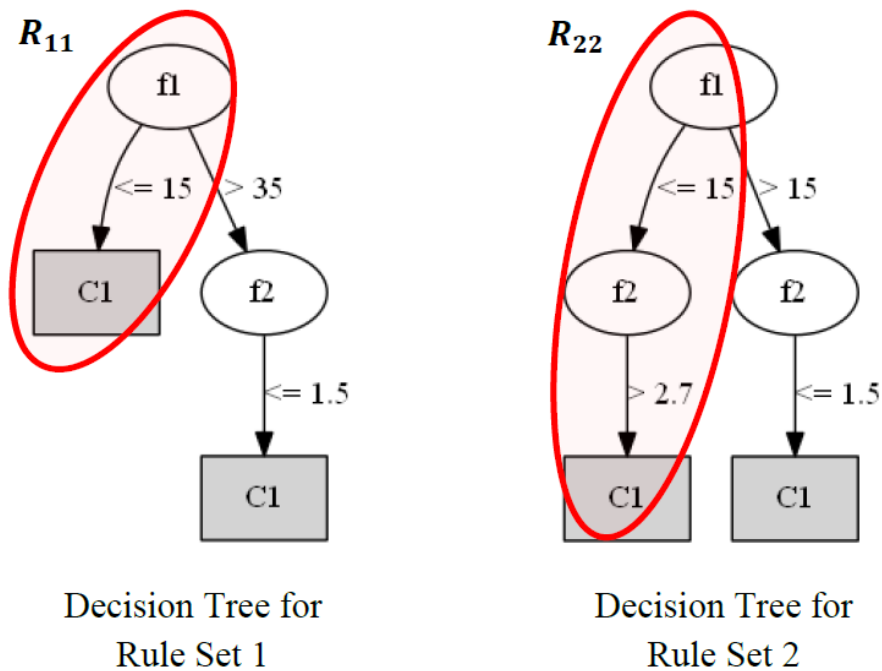 R₁₁
f1
<= 15
> 35
C1
f2
<= 1.5
C1
Decision Tree for
Rule Set 1
R₂₂
f1
<= 15
> 15
f2
f2
> 2.7
<= 1.5
C1
C1
Decision Tree for
Rule Set 2